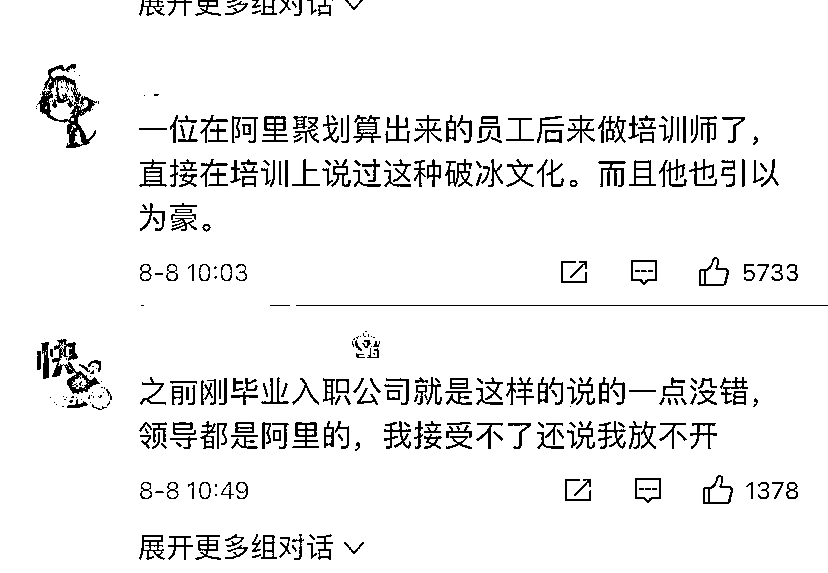 展开更多组对话
一位在阿里聚划算出来的员工后来做培训师了，
直接在培训上说过这种破冰文化。而且他也引以
为豪。
8-8 10:03
5733
快
之前刚毕业入职公司就是这样的说的一点没错，
领导都是阿里的，我接受不了还说我放不开
8-8 10:49
1378
展开更多组对话